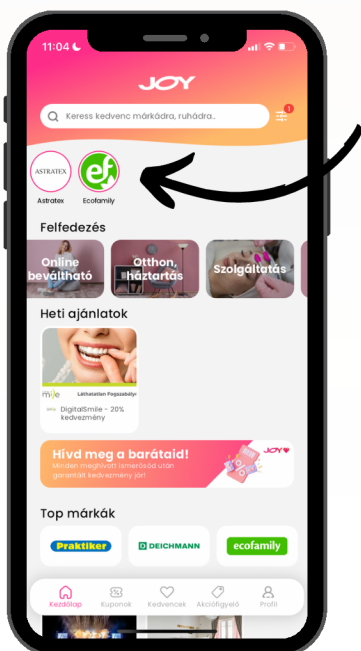 11:04
JOY
Keress kedvenc márkádra, ruhádra..
1
ASTRATEX
ef
Astratex
Ecofamily
Felfedezés
Online
beváltható
Otthon,
háztartás
Szolgáltatás
Heti ajánlatok
Láthatatlan Fogszabályz
DigitalSmile - 20%
kedvezmény
Hívd meg a barátaid!
Minden meghívott ismerősöd után
garantált kedvezmény jár!
JOY
Top márkák
Praktiker
D DEICHMANN
ecofamily
Kezdőlap
Kuponok
Kedvencek
Akciófigyelő
Profil